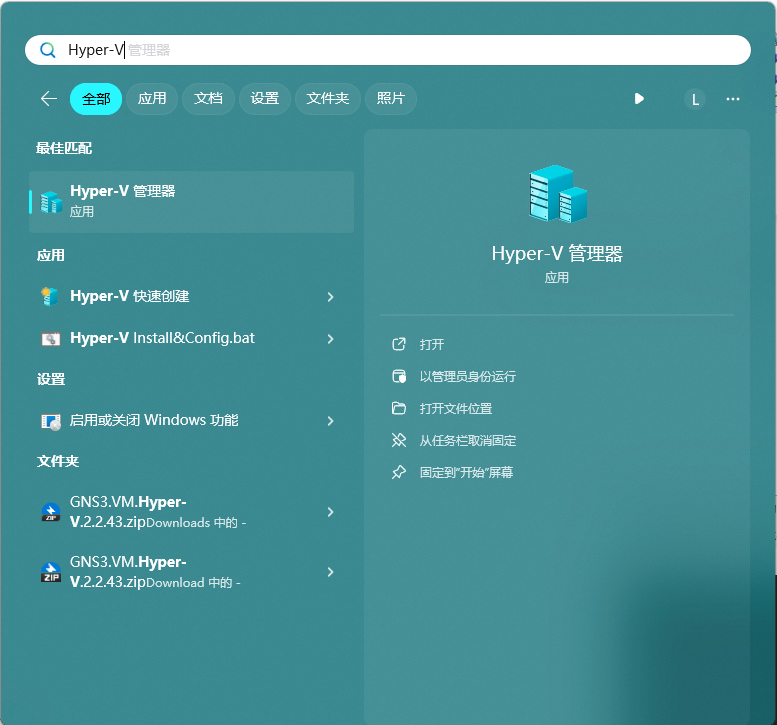 Hyper-V 管理器
全部 应用 文档 设置 文件夹 照片 L
最佳匹配
Hyper-V 管理器
应用
应用
Hyper-V 快速创建
Hyper-V Install&Config.bat
设置
启用或关闭 Windows 功能
文件夹
GNS3.VM.Hyper-
V.2.2.43.zipDownloads 中的 -
GNS3.VM.Hyper-
V.2.2.43.zipDownload 中的 -
Hyper-V 管理器
应用
打开
以管理员身份运行
打开文件位置
从任务栏取消固定
固定到"开始"屏幕